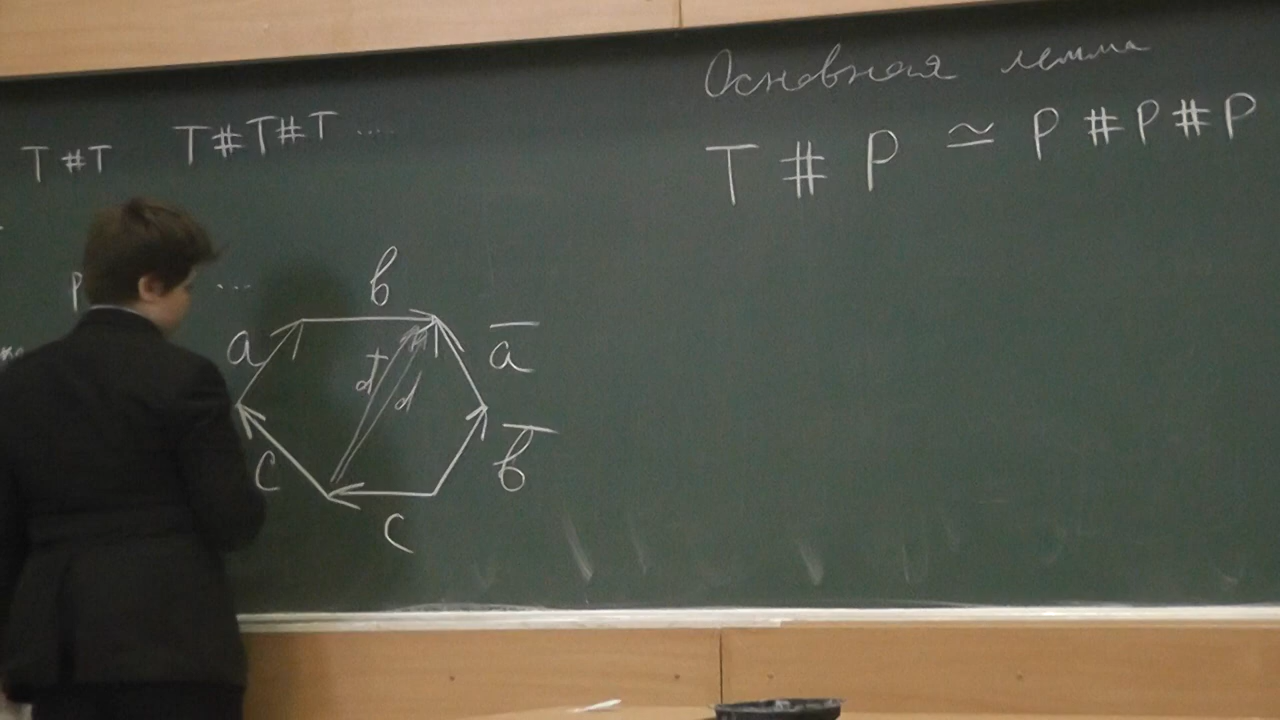 Основная лемма
T # T T # T # T ...
T # P ≃ P # P # P
P ...
в
a a̅
d d
c в̅
c